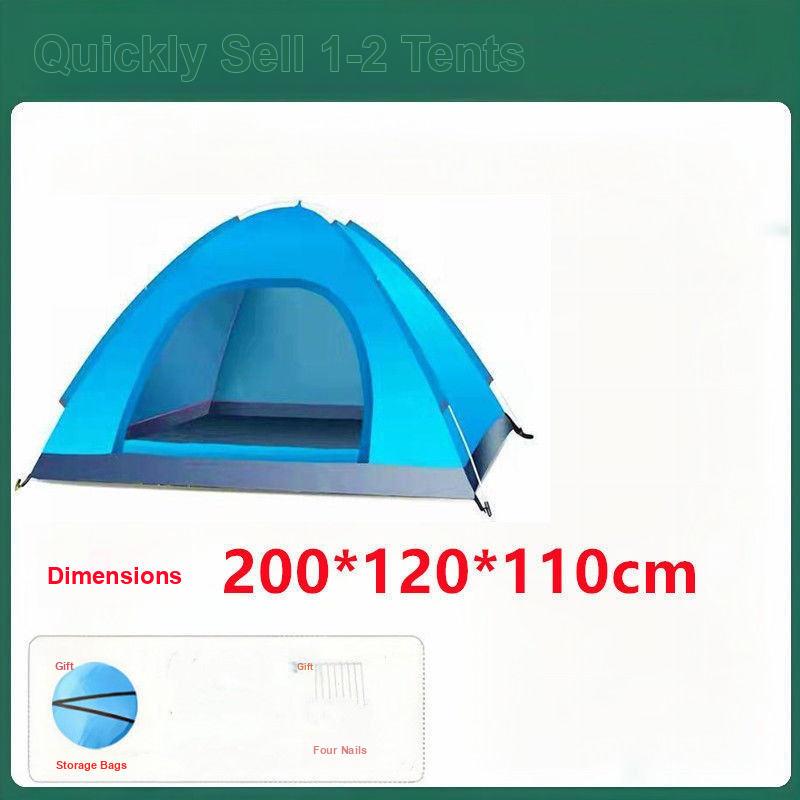 Quickly Sell 1-2 Tents
Dimensions 200*120*110cm
Gift
Gift
Storage Bags
Four Nails